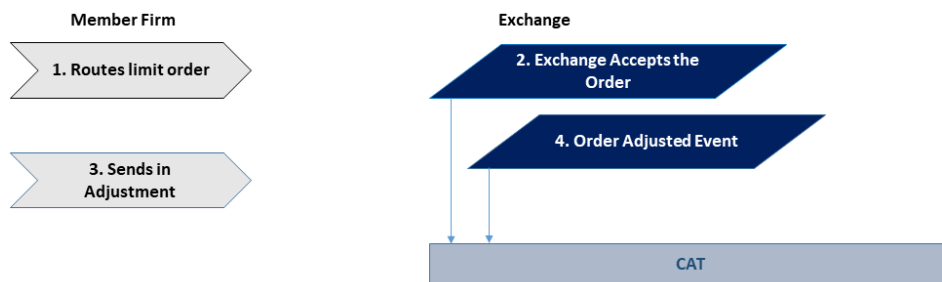 Member Firm
Exchange
1. Routes limit order
2. Exchange Accepts the
Order
3. Sends in
Adjustment
4. Order Adjusted Event
CAT